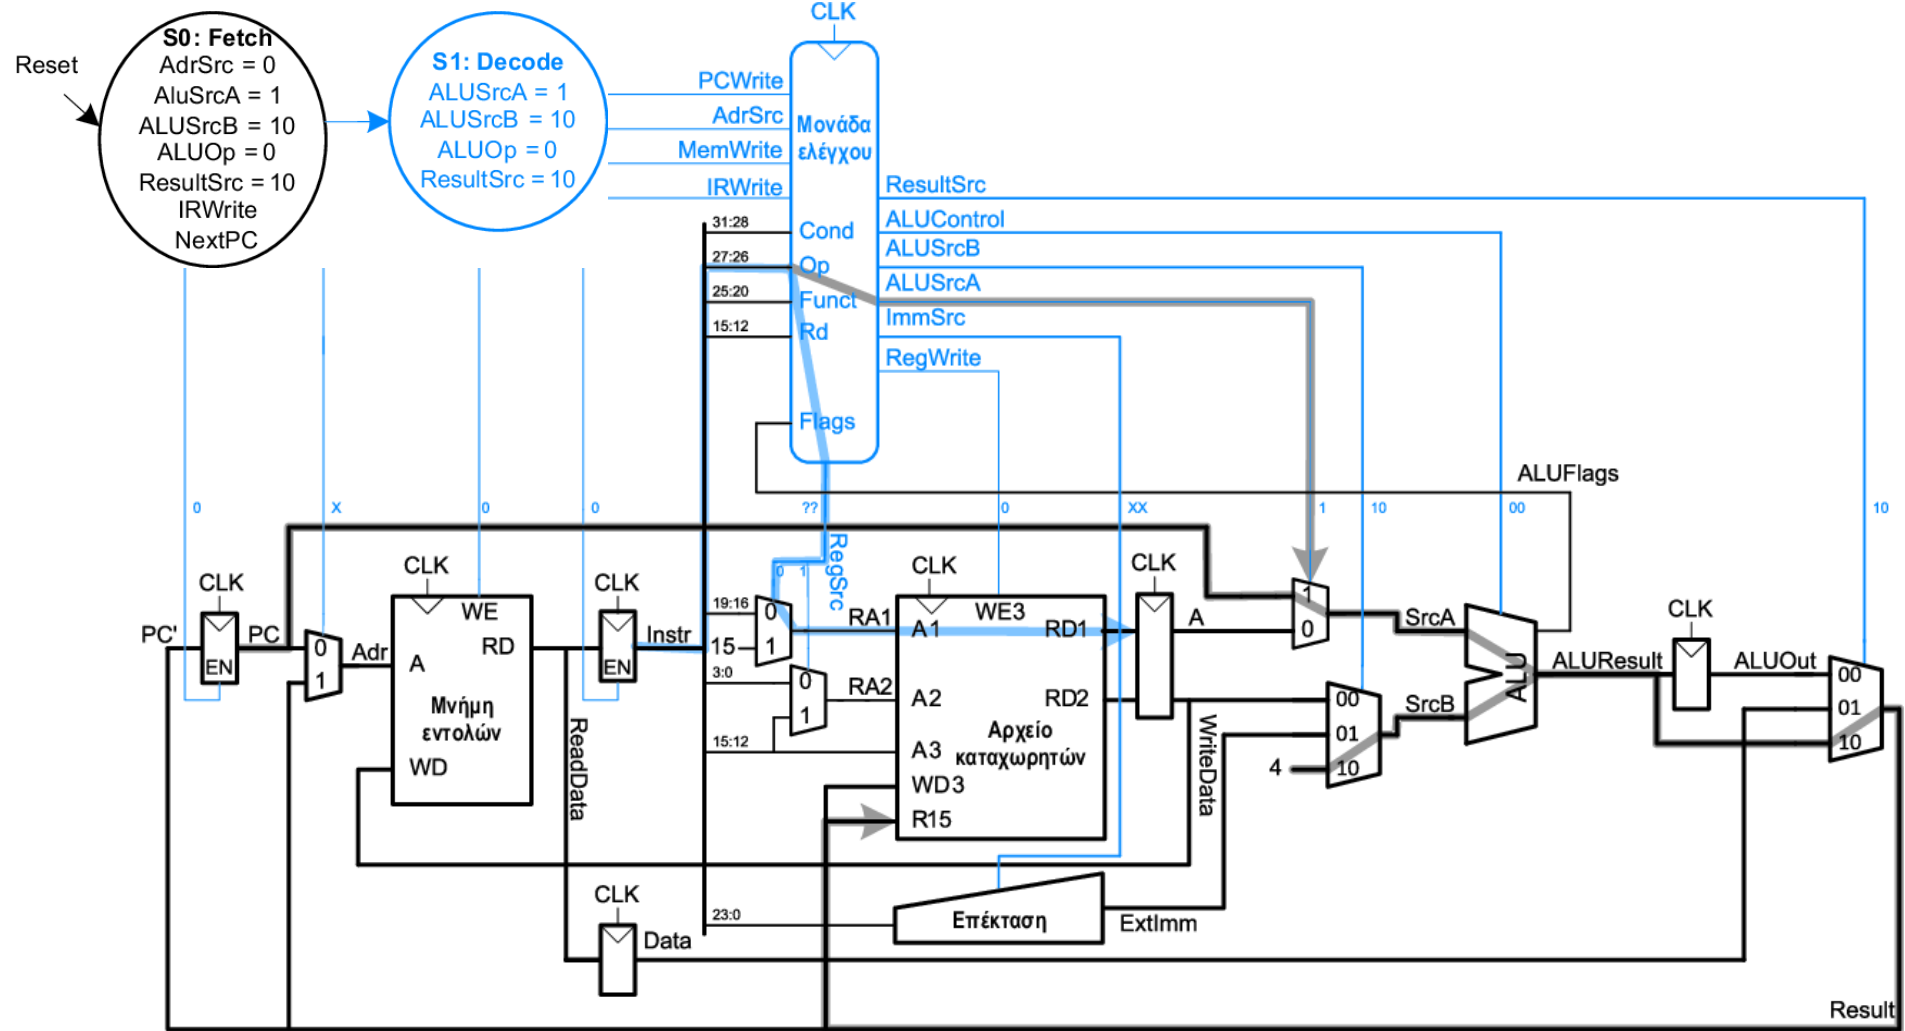 Reset
S0: Fetch
AdrSrc = 0
AluSrcA = 1
ALUSrcB = 10
ALUOp = 0
ResultSrc = 10
IRWrite
NextPC
S1: Decode
ALUSrcA = 1
ALUSrcB = 10
ALUOp = 0
ResultSrc = 10
CLK
PCWrite
AdrSrc
MemWrite
IRWrite
Μονάδα
ελέγχου
31:28
Cond
27:26
Op
25:20
Funct
15:12
Rd
Flags
ResultSrc
ALUControl
ALUSrcB
ALUSrcA
ImmSrc
RegWrite
ALUFlags
0
X
0
0
??
0
XX
1
10
00
10
RegSrc
0
1
CLK
PC'
PC
EN
0
1
Adr
CLK
WE
A
RD
Μνήμη
εντολών
WD
ReadData
CLK
EN
Instr
19:16
15
3:0
15:12
0
1
RA1
0
1
RA2
CLK
WE3
A1
RD1
A2
RD2
A3
Αρχείο
καταχωρητών
WD3
R15
CLK
A
WriteData
1
0
SrcA
00
01
10
4
SrcB
ALU
ALUResult
CLK
ALUOut
00
01
10
CLK
Data
23:0
Επέκταση
ExtImm
Result